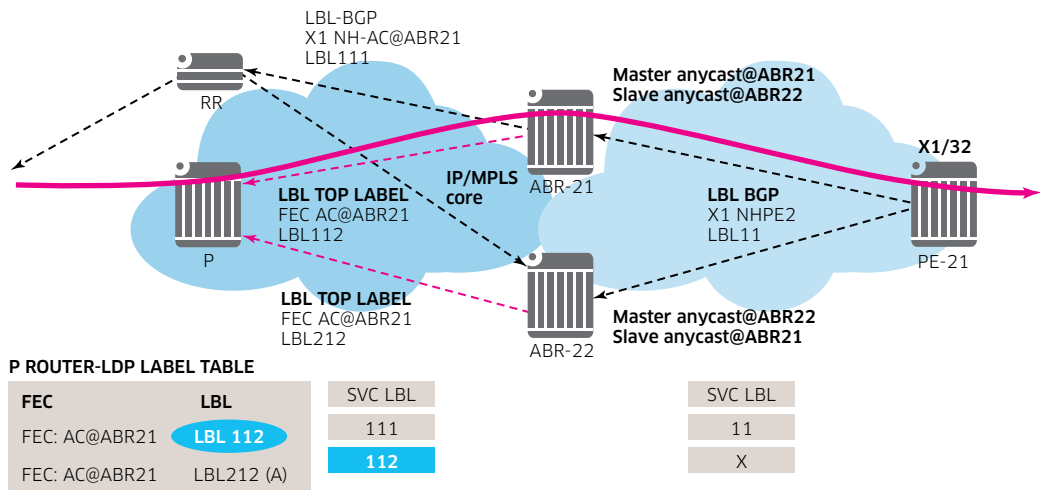 LBL-BGP
X1 NH-AC@ABR21
LBL111
RR
Master anycast@ABR21
Slave anycast@ABR22
X1/32
ABR-21
IP/MPLS
core
LBL TOP LABEL
FEC AC@ABR21
LBL112
LBL BGP
X1 NHPE2
LBL11
P
PE-21
LBL TOP LABEL
FEC AC@ABR21
LBL212
Master anycast@ABR22
Slave anycast@ABR21
ABR-22
P ROUTER-LDP LABEL TABLE
FEC LBL
FEC: AC@ABR21 LBL 112
FEC: AC@ABR21 LBL212 (A)
SVC LBL
111
112
SVC LBL
11
X